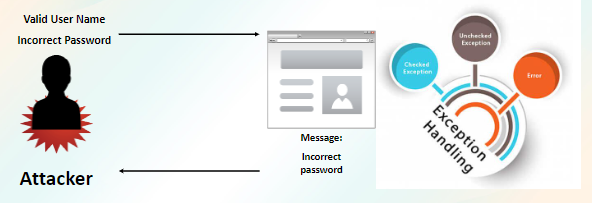 Valid User Name
Incorrect Password
Attacker
Message:
Incorrect
password
Unchecked
Exception
Checked
Exception
Error
Exception
Handling